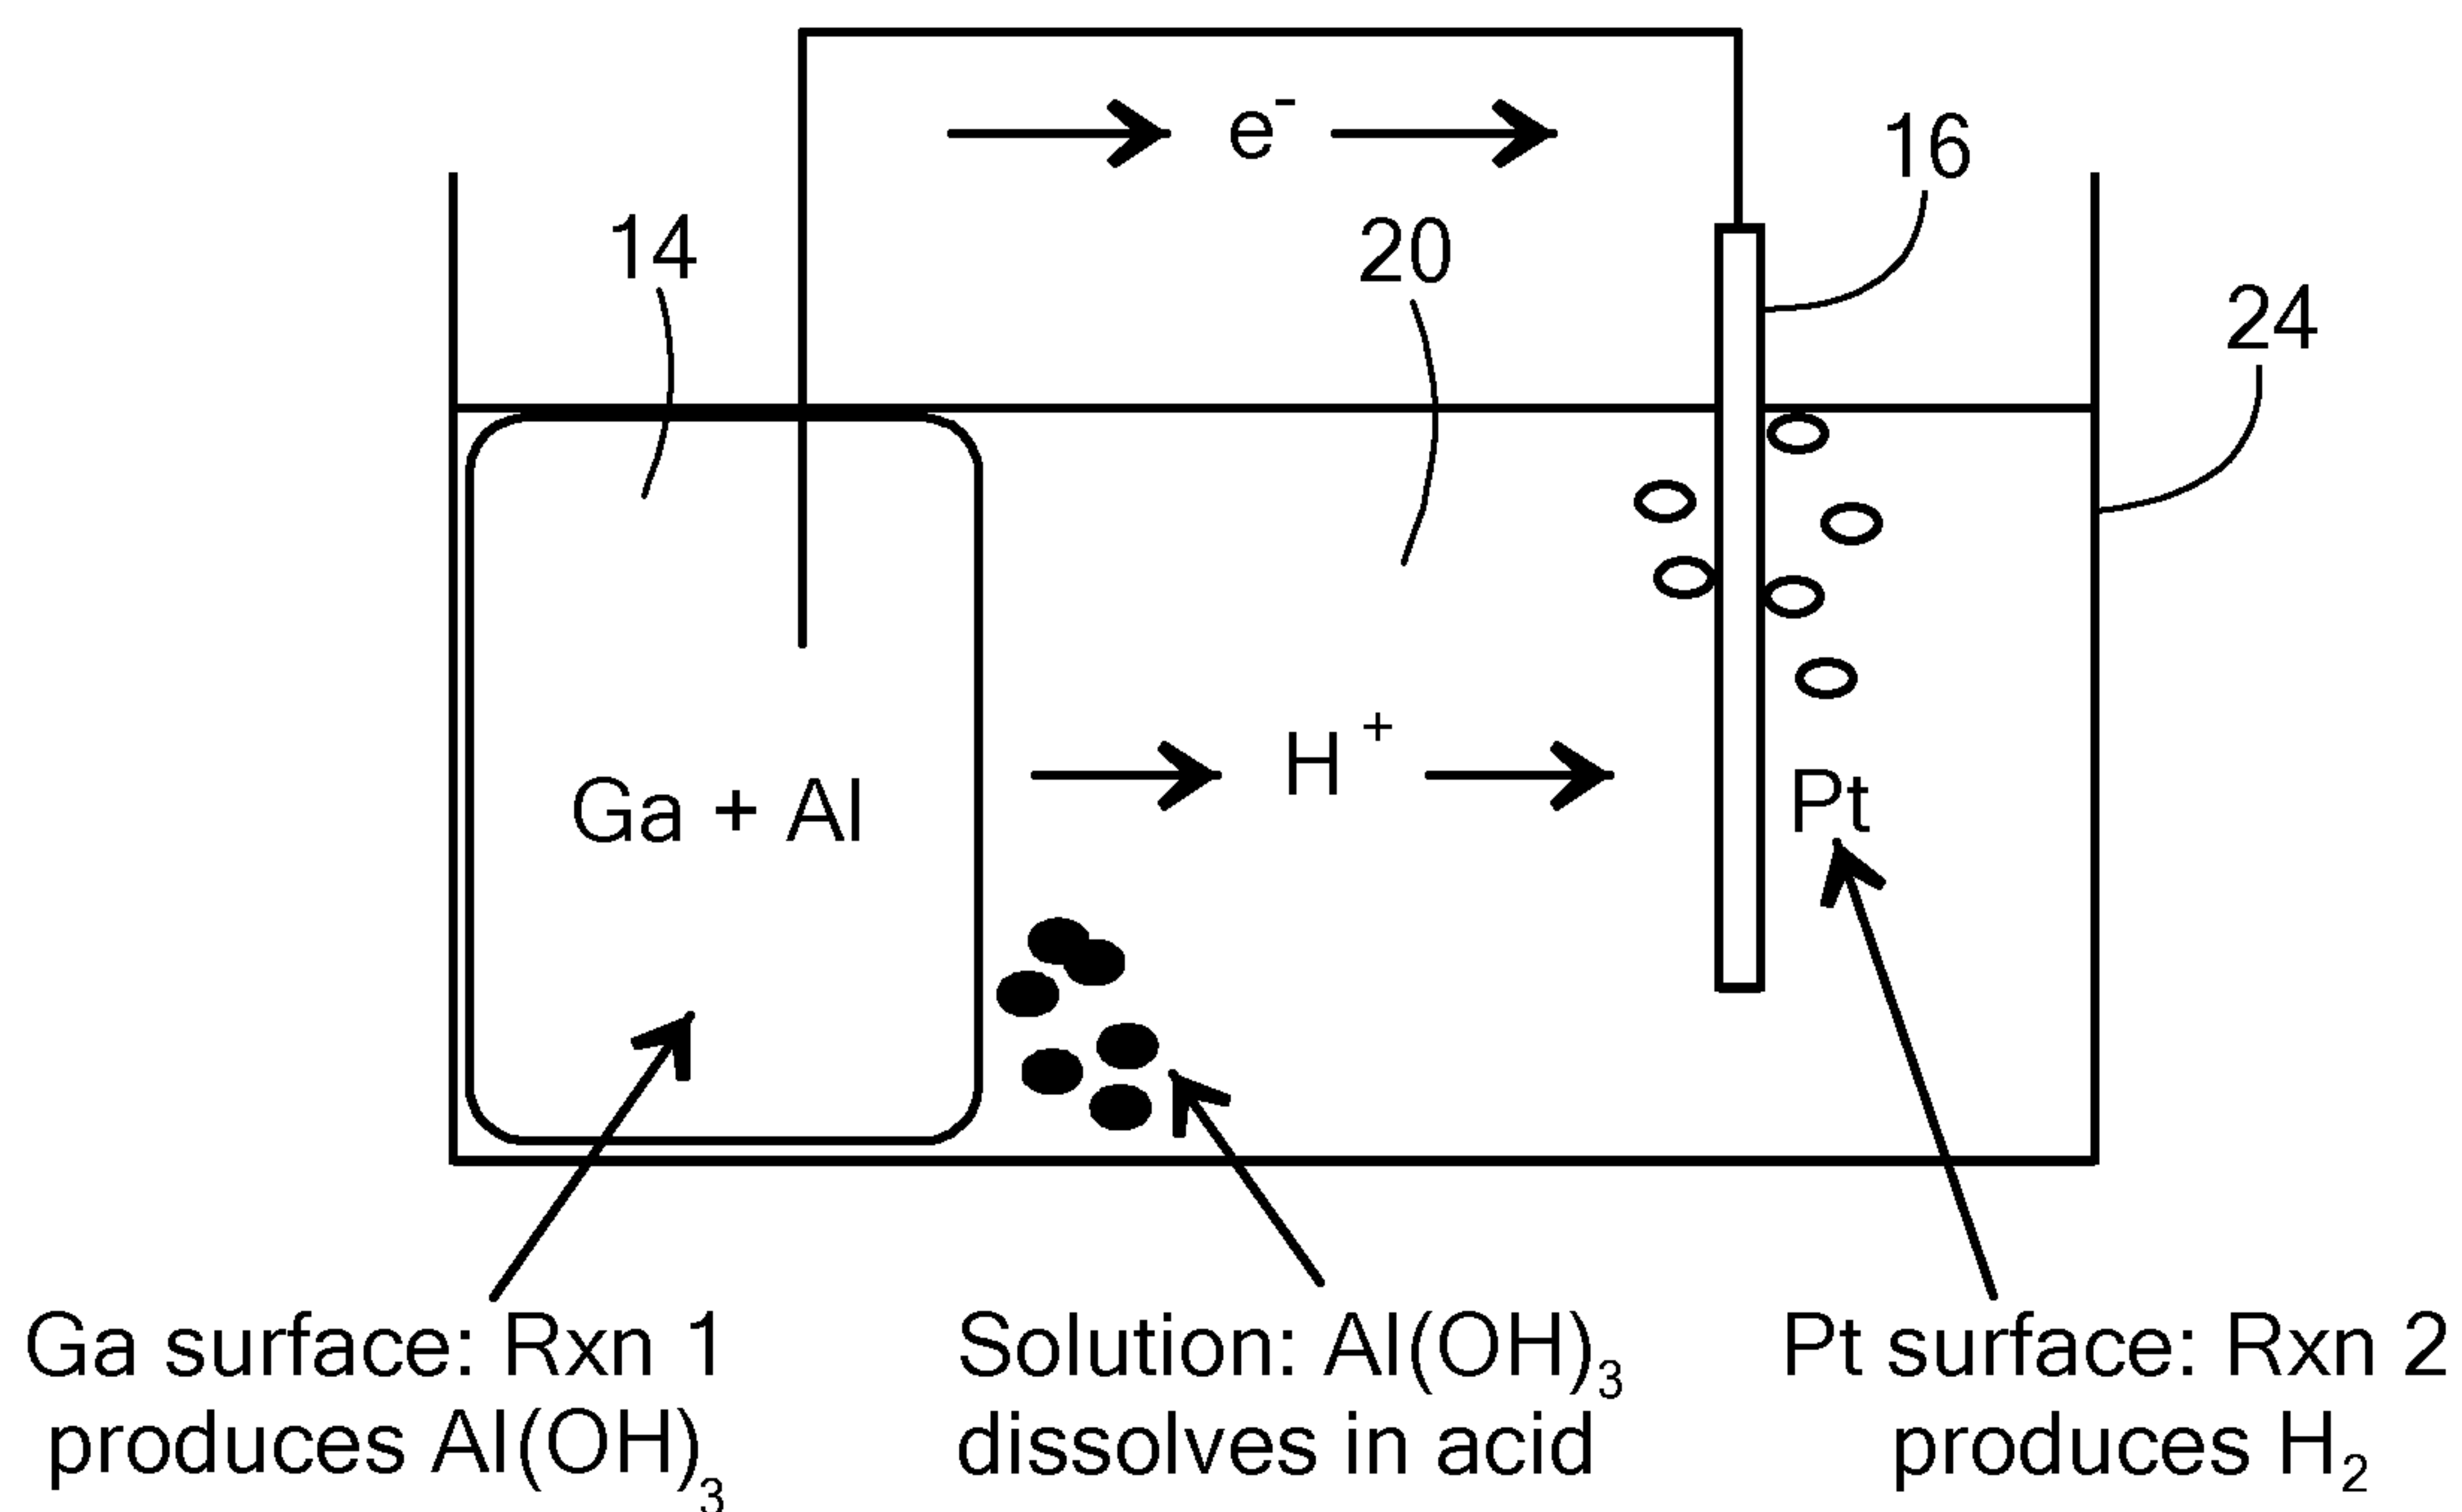 e⁻
16
14
20
24
H⁺
Ga + Al
Pt
Ga surface: Rxn 1
produces Al(OH)₃
Solution: Al(OH)₃
dissolves in acid
Pt surface: Rxn 2
produces H₂